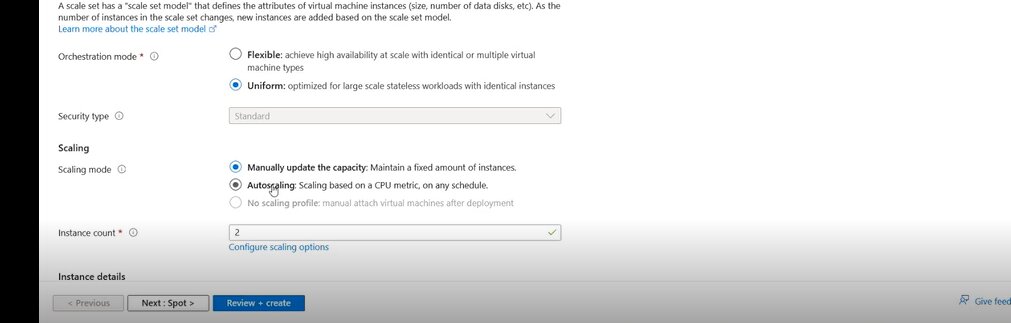 A scale set has a "scale set model" that defines the attributes of virtual machine instances (size, number of data disks, etc). As the
number of instances in the scale set changes, new instances are added based on the scale set model.
Learn more about the scale set model
Orchestration mode *
Flexible: achieve high availability at scale with identical or multiple virtual
machine types
Uniform: optimized for large scale stateless workloads with identical instances
Security type
Standard
Scaling
Scaling mode
Manually update the capacity: Maintain a fixed amount of instances.
Autoscaling: Scaling based on a CPU metric, on any schedule.
No scaling profile: manual attach virtual machines after deployment
Instance count *
2
Configure scaling options
Instance details
< Previous
Next : Spot >
Review + create
Give feed